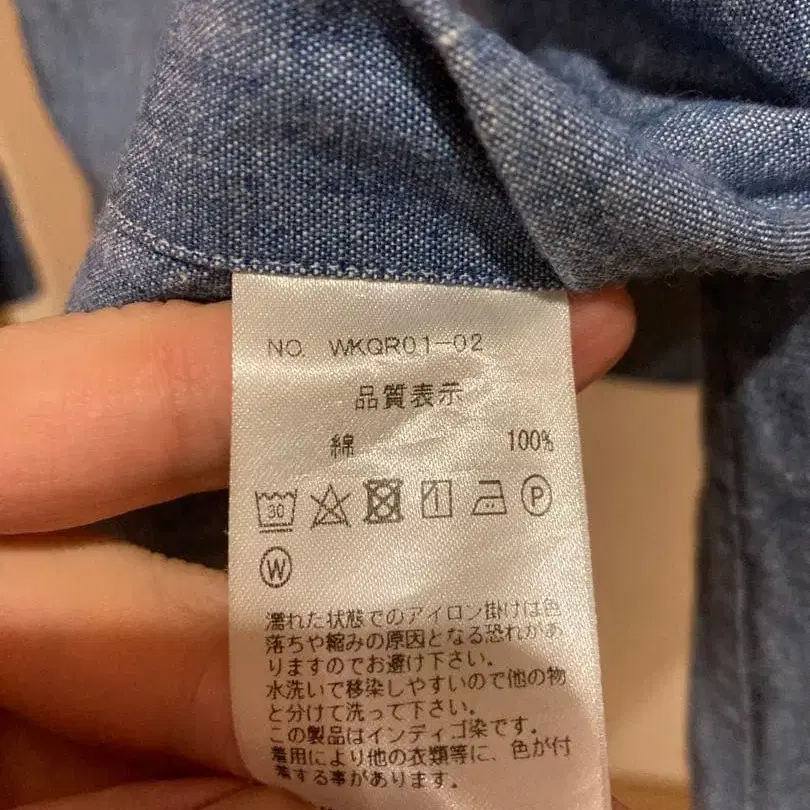 NO. WKQR01-02
品質表示
綿 100%
30
P
W
濡れた状態でのアイロン掛けは色
落ちや縮みの原因となる恐れがあ
りますのでお避け下さい。
水洗いで移染しやすいので他の物
と分けて洗って下さい。
この製品はインディゴ染です。
着用により他の衣類等に、色が付
着する事があります。